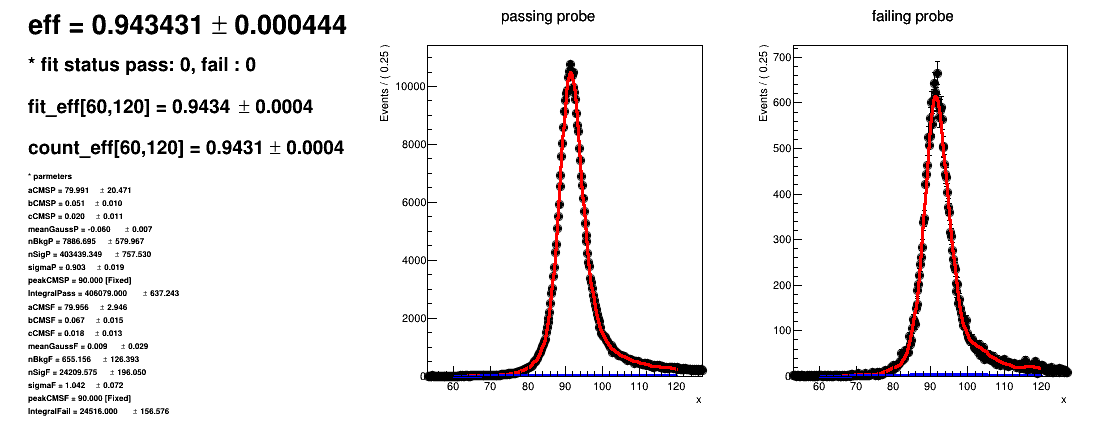 eff = 0.943431 ± 0.000444
* fit status pass: 0, fail : 0
fit_eff[60,120] = 0.9434 ± 0.0004
count_eff[60,120] = 0.9431 ± 0.0004
* parmeters
aCMSP = 79.991 ± 20.471
bCMSP = 0.051 ± 0.010
cCMSP = 0.020 ± 0.011
meanGaussP = -0.060 ± 0.007
nBkgP = 7886.695 ± 579.967
nSigP = 403439.349 ± 757.530
sigmaP = 0.903 ± 0.019
peakCMSP = 90.000 [Fixed]
IntegralPass = 406079.000 ± 637.243
aCMSF = 79.956 ± 2.946
bCMSF = 0.067 ± 0.015
cCMSF = 0.018 ± 0.013
meanGaussF = 0.009 ± 0.029
nBkgF = 655.156 ± 126.393
nSigF = 24209.575 ± 196.050
sigmaF = 1.042 ± 0.072
peakCMSF = 90.000 [Fixed]
IntegralFail = 24516.000 ± 156.576
passing probe
Events / ( 0.25 )
10000
8000
6000
4000
2000
0
60 70 80 90 100 110 120
x
failing probe
Events / ( 0.25 )
700
600
500
400
300
200
100
0
60 70 80 90 100 110 120
x